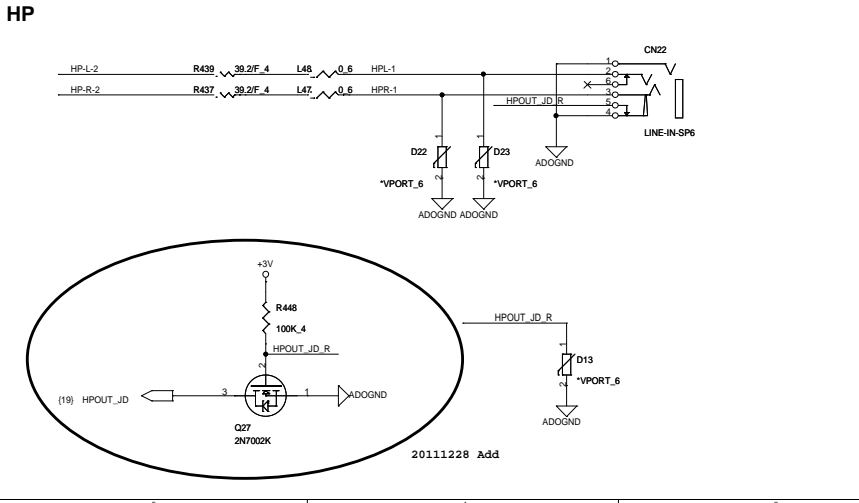 HP
CN22
HP-L-2 R439 39.2/F_4 L48 0_6 HPL-1 1
2
6
HP-R-2 R437 39.2/F_4 L47 0_6 HPR-1 3
HPOUT_JD_R 5
4
LINE-IN-SP6
1 1
D22 D23 ADOGND
2 2
*VPORT_6 *VPORT_6
ADOGND ADOGND
+3V
R448
100K_4
HPOUT_JD_R
HPOUT_JD_R
2
1
D13
*VPORT_6
2
{19} HPOUT_JD 3 1 ADOGND
ADOGND
Q27
2N7002K
20111228 Add